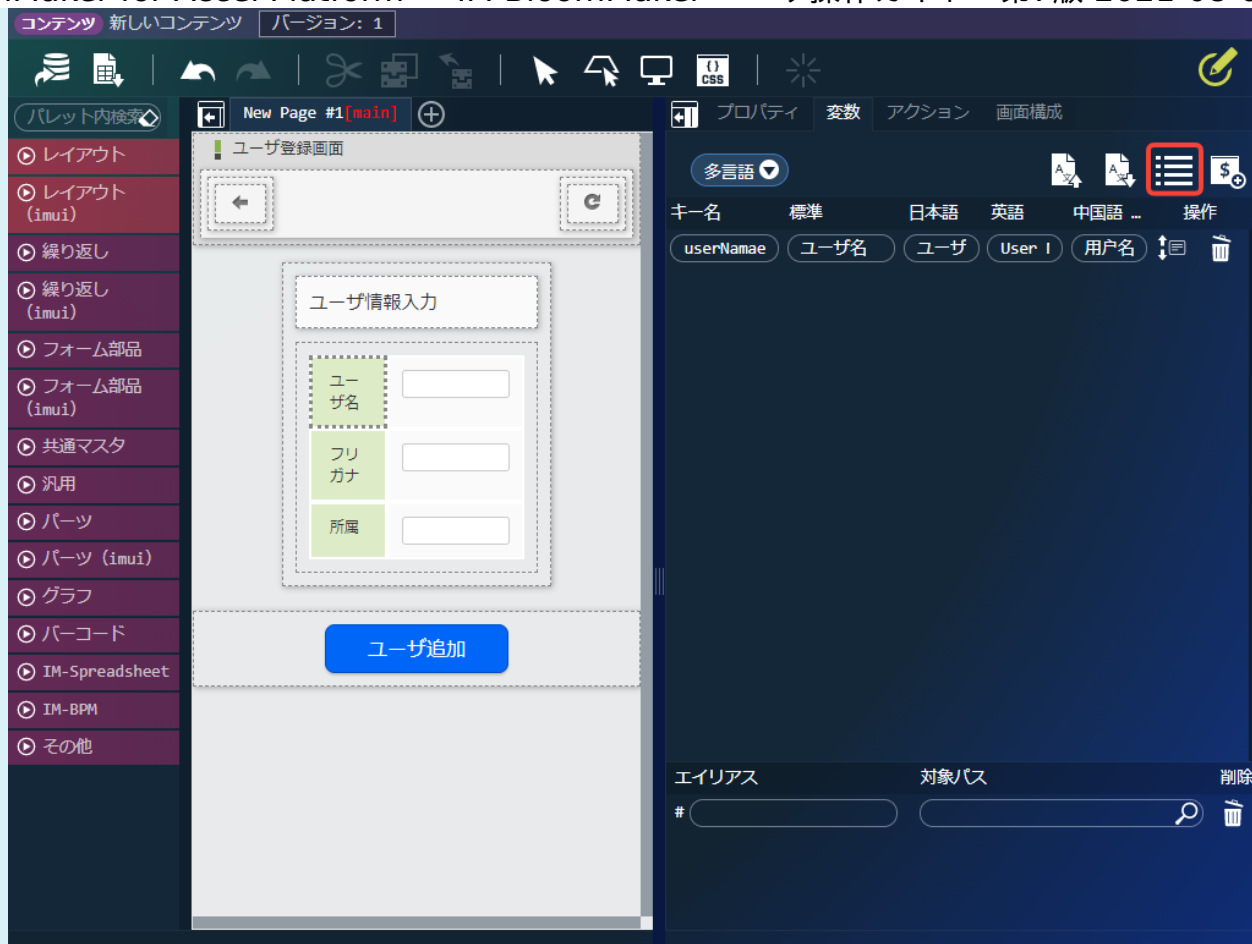 コンテンツ 新しいコンテンツ バージョン: 1
{} CSS
パレット内検索 New Page #1[main] プロパティ 変数 アクション 画面構成
レイアウト
レイアウト
(imui)
繰り返し
繰り返し
(imui)
フォーム部品
フォーム部品
(imui)
共通マスタ
汎用
パーツ
パーツ (imui)
グラフ
バーコード
IM-Spreadsheet
IM-BPM
その他
ユーザ登録画面
ユーザ情報入力
ユー
ザ名
フリ
ガナ
所属
ユーザ追加
多言語
キー名 標準 日本語 英語 中国語 … 操作
userNamae ユーザ名 ユーザ User 用户名
エイリアス 対象パス 削除
#